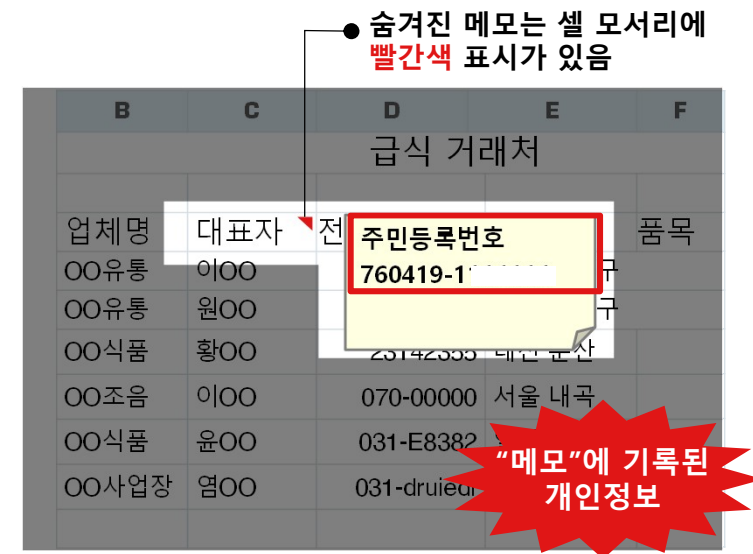 숨겨진 메모는 셀 모서리에
빨간색 표시가 있음
B C D E F
급식 거래처
업체명 대표자 전 품목
주민등록번호
760419-1
OO유통 이OO 구
OO유통 원OO 구
OO식품 황OO 23142355
OO조음 이OO 070-00000 서울 내곡
OO식품 윤OO 031-E8382
OO사업장 염OO 031-druiedr
“메모”에 기록된
개인정보